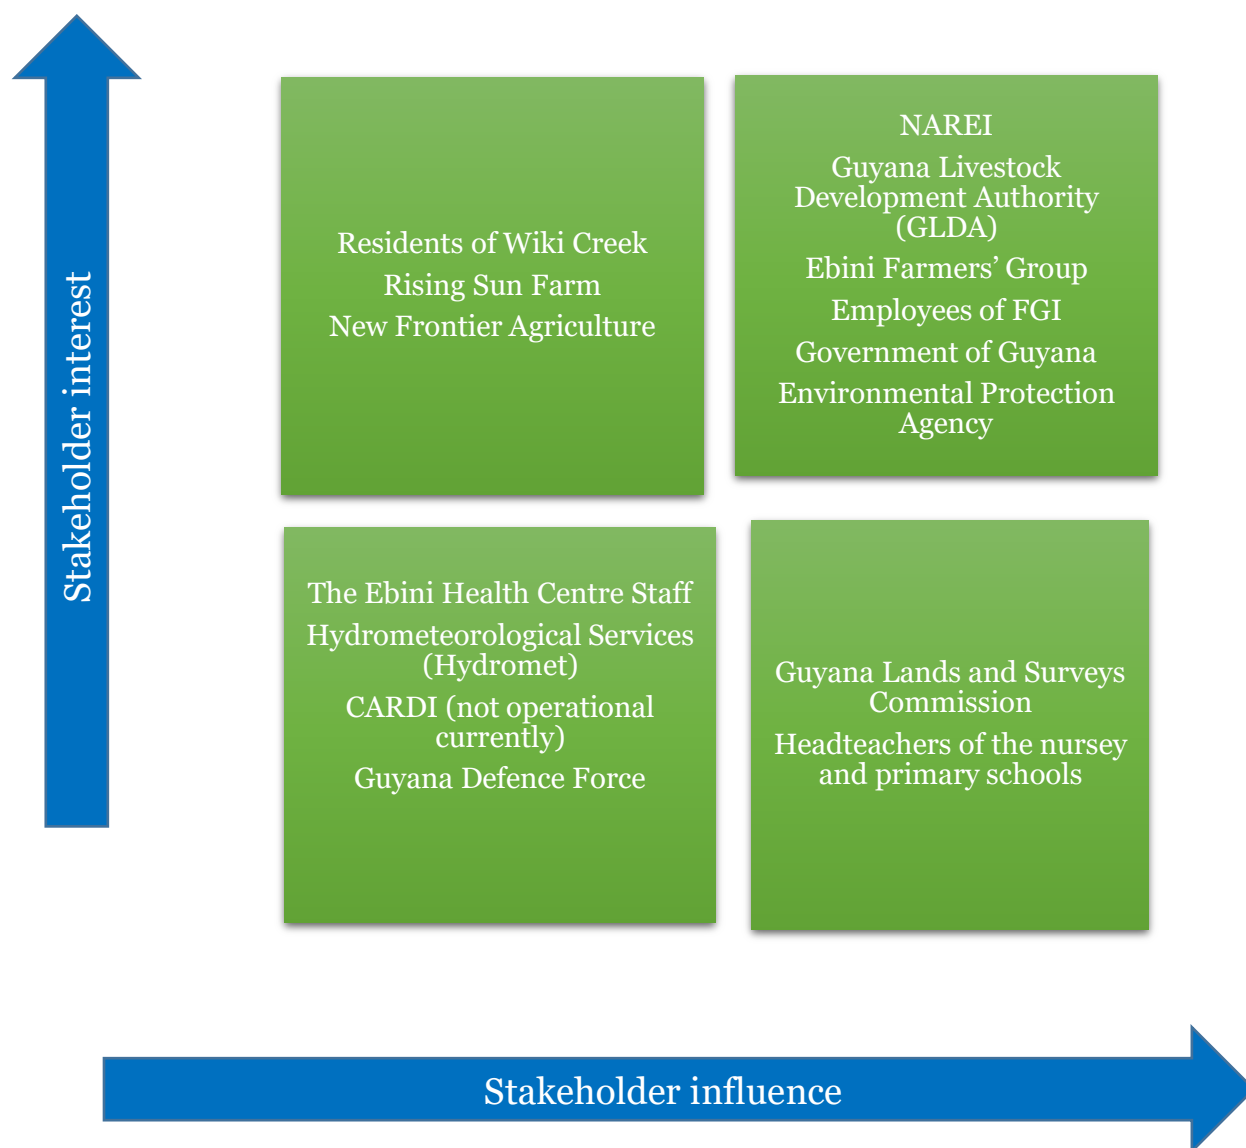 Stakeholder interest
Residents of Wiki Creek
Rising Sun Farm
New Frontier Agriculture
NAREI
Guyana Livestock
Development Authority
(GLDA)
Ebini Farmers’ Group
Employees of FGI
Government of Guyana
Environmental Protection
Agency
The Ebini Health Centre Staff
Hydrometeorological Services
(Hydromet)
CARDI (not operational
currently)
Guyana Defence Force
Guyana Lands and Surveys
Commission
Headteachers of the nursey
and primary schools
Stakeholder influence